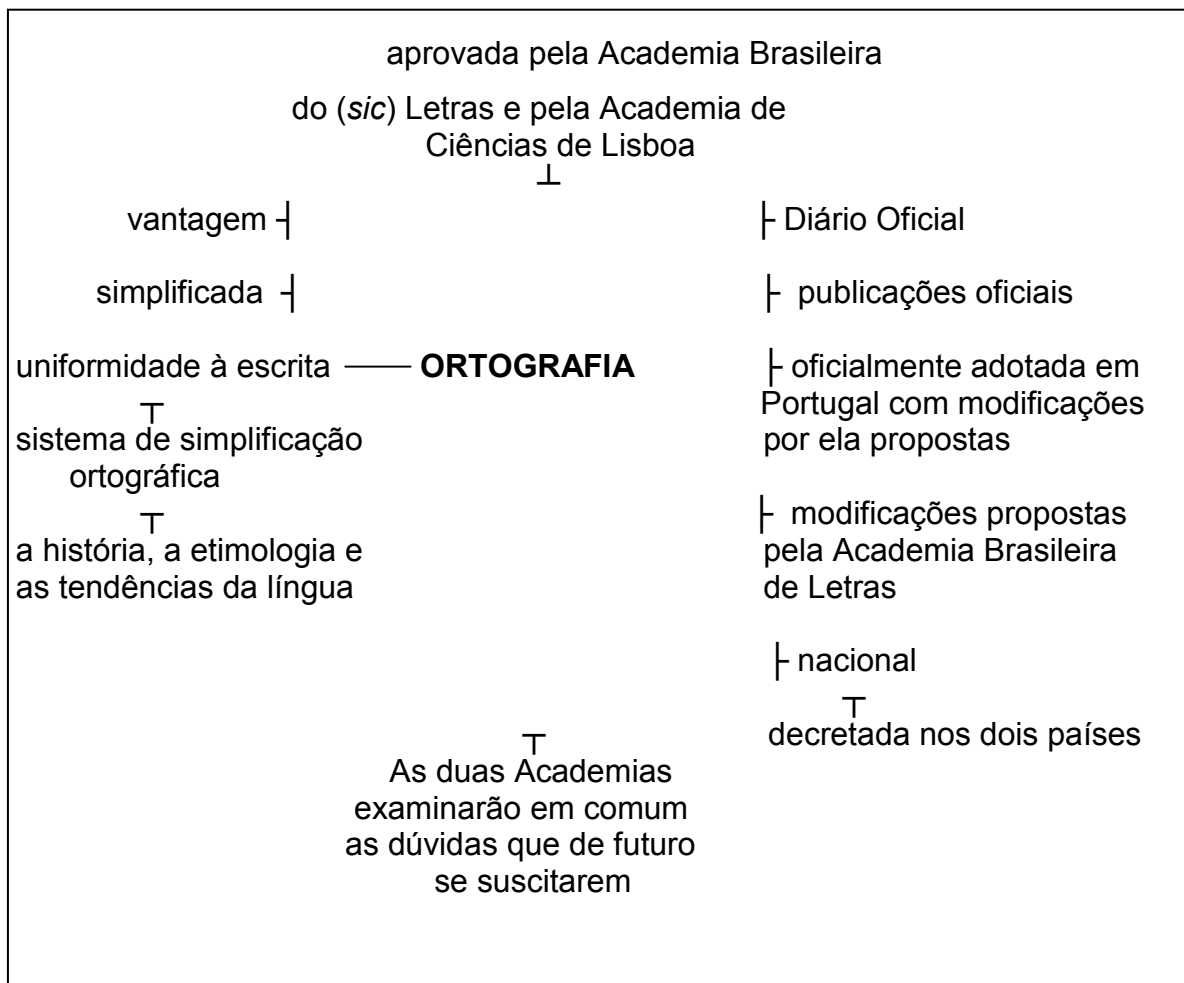 aprovada pela Academia Brasileira
do (sic) Letras e pela Academia de
Ciências de Lisboa
vantagem
Diário Oficial
simplificada
publicações oficiais
uniformidade à escrita
ORTOGRAFIA
oficialmente adotada em
Portugal com modificações
por ela propostas
sistema de simplificação
ortográfica
modificações propostas
pela Academia Brasileira
de Letras
a história, a etimologia e
as tendências da língua
nacional
decretada nos dois países
As duas Academias
examinarão em comum
as dúvidas que de futuro
se suscitarem